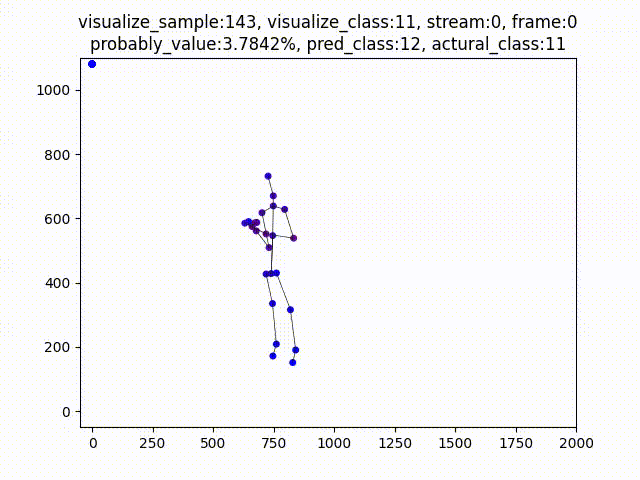 visualize_sample:143, visualize_class:11, stream:0, frame:0
probably_value:3.7842%, pred_class:12, actural_class:11
1000
800
600
400
200
0
0 250 500 750 1000 1250 1500 1750 2000